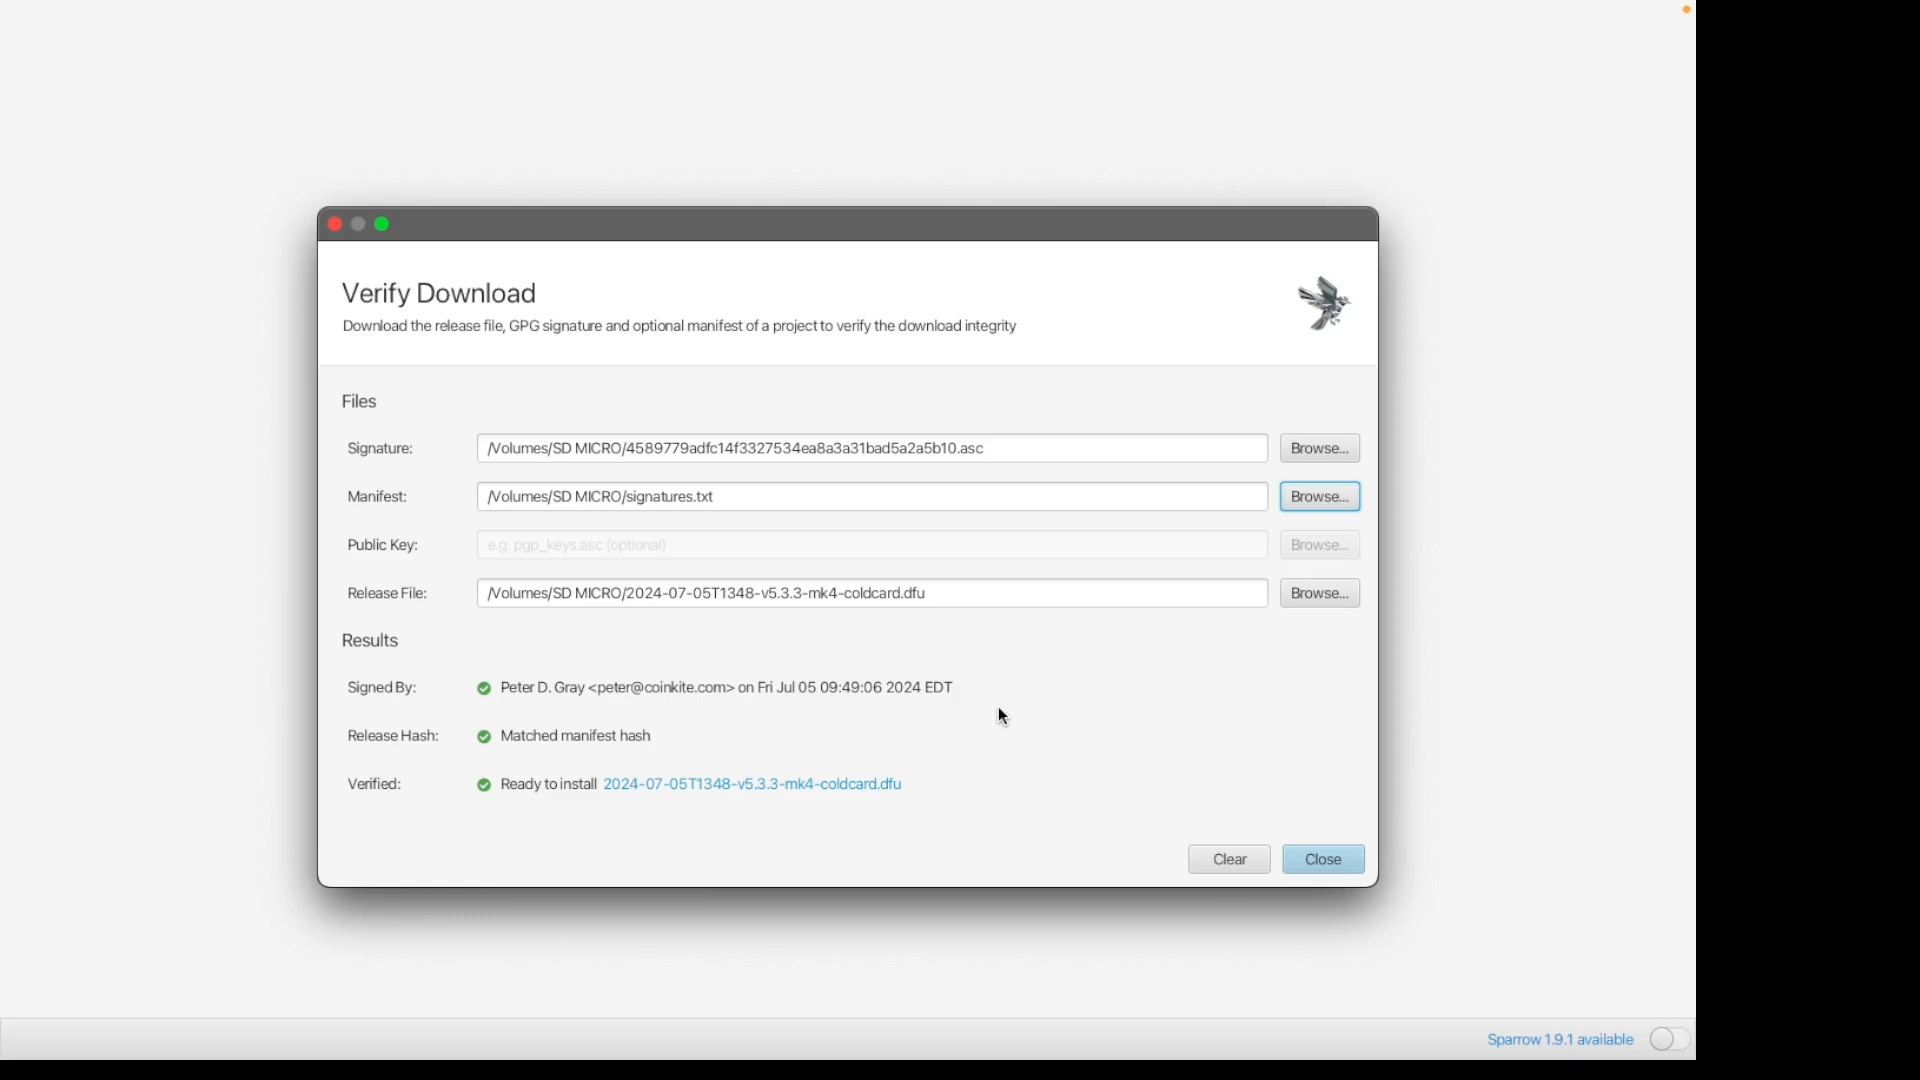 Verify Download
Download the release file, GPG signature and optional manifest of a project to verify the download integrity
Files
Signature: /Volumes/SD MICRO/4589779adfc14f3327534ea8a3a31bad5a2a5b10.asc Browse...
Manifest: /Volumes/SD MICRO/signatures.txt Browse...
Public Key: e.g. pgp_keys.asc (optional) Browse...
Release File: /Volumes/SD MICRO/2024-07-05T1348-v5.3.3-mk4-coldcard.dfu Browse...
Results
Signed By: Peter D. Gray <peter@coinkite.com> on Fri Jul 05 09:49:06 2024 EDT
Release Hash: Matched manifest hash
Verified: Ready to install 2024-07-05T1348-v5.3.3-mk4-coldcard.dfu
Clear Close
Sparrow 1.9.1 available